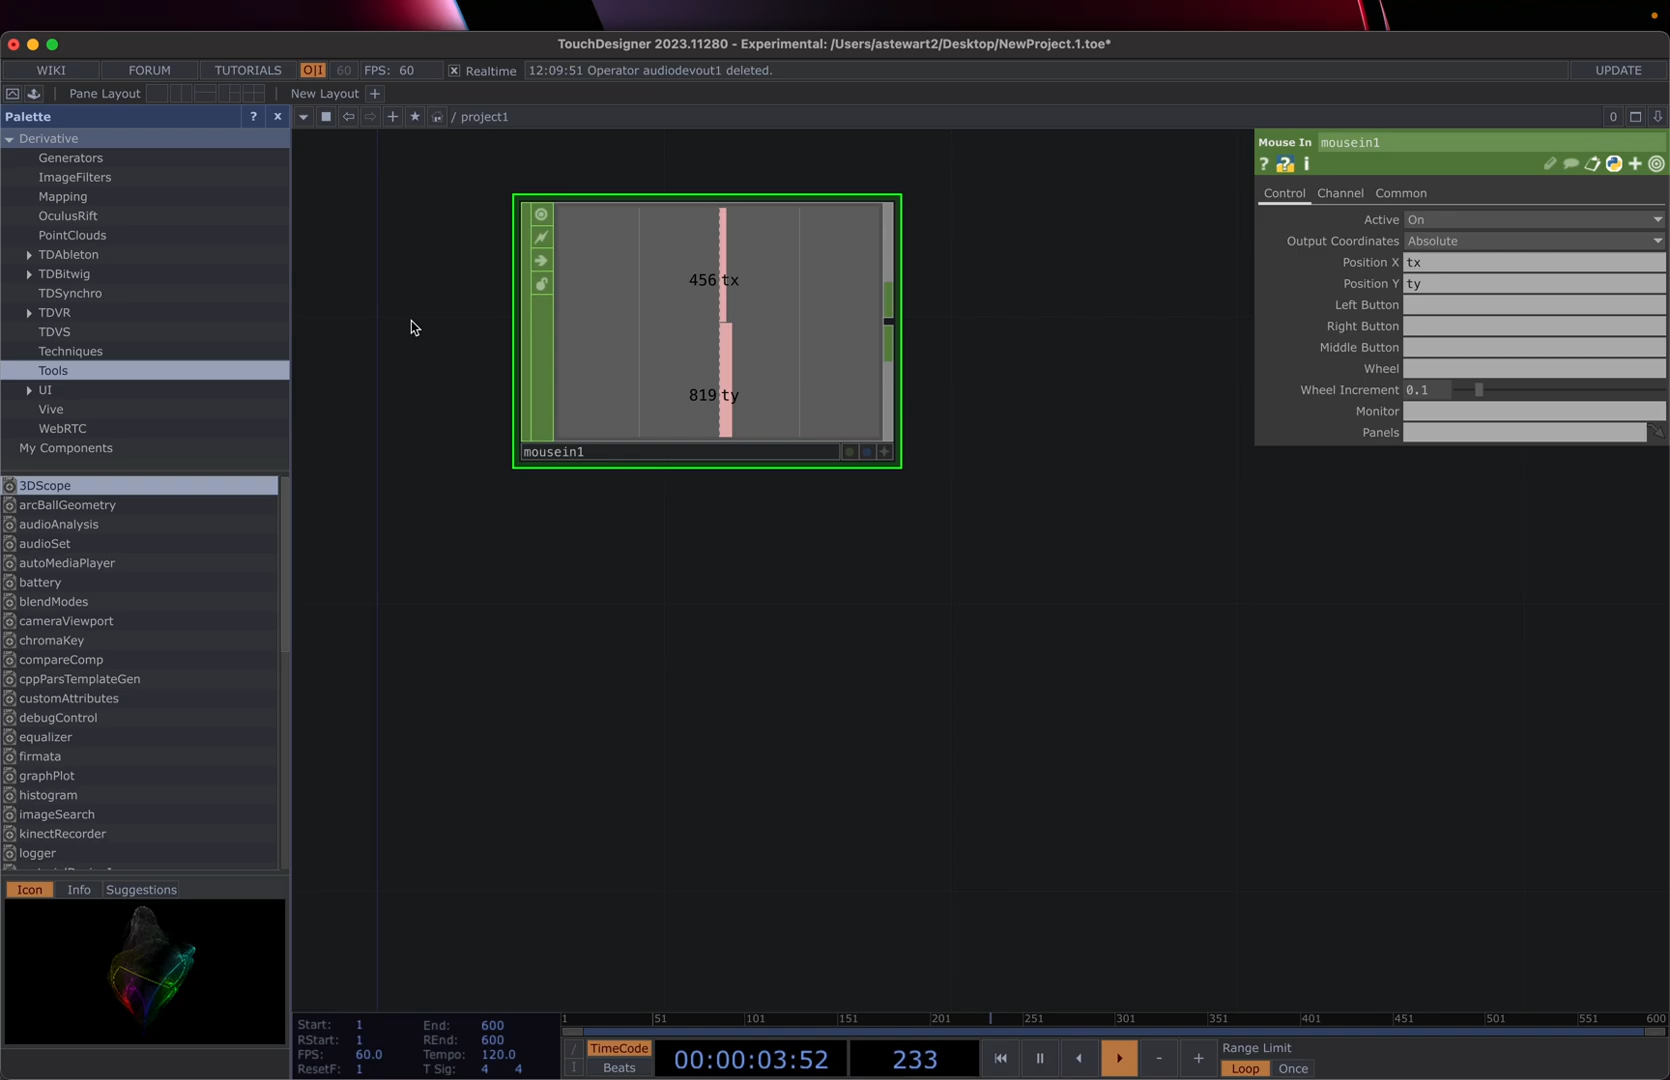 TouchDesigner 2023.11280 - Experimental: /Users/astewart2/Desktop/NewProject.1.toe*
WIKI FORUM TUTORIALS O|I 60 FPS: 60 x Realtime 12:09:51 Operator audiodevout1 deleted. UPDATE
Pane Layout New Layout +
Palette ? x / project1 0
Derivative
Generators
ImageFilters
Mapping
OculusRift
PointClouds
TDAbleton
TDBitwig
TDSynchro
TDVR
TDVS
Techniques
Tools
UI
Vive
WebRTC
My Components
3DScope
arcBallGeometry
audioAnalysis
audioSet
autoMediaPlayer
battery
blendModes
cameraViewport
chromaKey
compareComp
cppParsTemplateGen
customAttributes
debugControl
equalizer
firmata
graphPlot
histogram
imageSearch
kinectRecorder
logger
Icon Info Suggestions
456 tx
819 ty
mousein1
Mouse In mousein1
? ? i
Control Channel Common
Active On
Output Coordinates Absolute
Position X tx
Position Y ty
Left Button
Right Button
Middle Button
Wheel
Wheel Increment 0.1
Monitor
Panels
Start: 1 End: 600
RStart: 1 REnd: 600
FPS: 60.0 Tempo: 120.0
ResetF: 1 T Sig: 4 4
1 51 101 151 201 251 301 351 401 451 501 551 600
TimeCode
Beats
00:00:03:52 233
- +
Range Limit
Loop Once